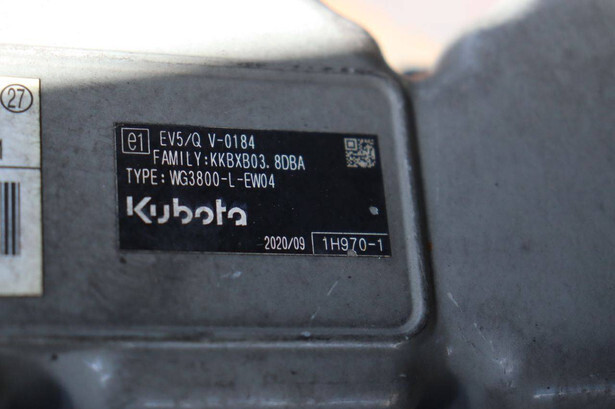 27
e1
EV5/Q V-0184
FAMILY:KKBXB03.8DBA
TYPE:WG3800-L-EW04
Kubota
2020/09
1H970-1